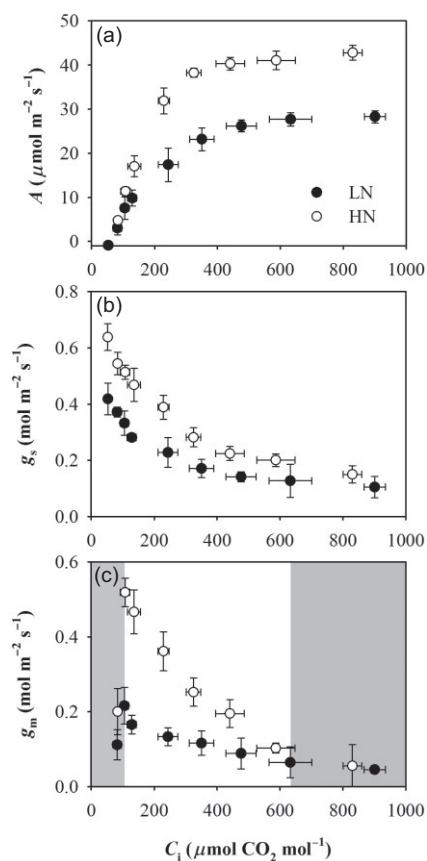 (a)
50
40
30
20
10
0
A (μmol m⁻² s⁻¹)
LN
HN
0 200 400 600 800 1000
(b)
0.8
0.6
0.4
0.2
0.0
gₛ (mol m⁻² s⁻¹)
0 200 400 600 800 1000
(c)
0.6
0.4
0.2
0.0
gₘ (mol m⁻² s⁻¹)
0 200 400 600 800 1000
Cᵢ (μmol CO₂ mol⁻¹)